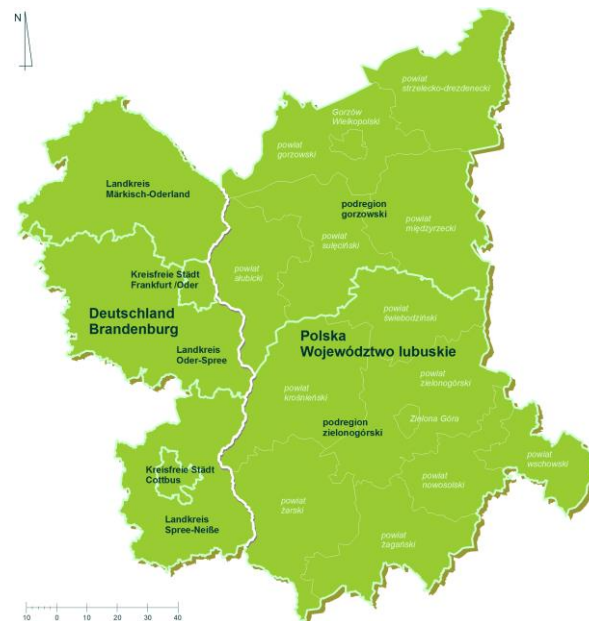 N
powiat
strzelecko-drezdenecki
Gorzów
Wielkopolski
powiat
gorzowski
Landkreis
Märkisch-Oderland
podregion
gorzowski
powiat
międzyrzecki
powiat
sulęciński
Kreisfreie Städt
Frankfurt /Oder
powiat
słubicki
Deutschland
Brandenburg
powiat
świebodziński
Polska
Województwo lubuskie
Landkreis
Oder-Spree
powiat
zielonogórski
powiat
krośnieński
podregion
zielonogórski
Zielona Góra
powiat
wschowski
Kreisfreie Städt
Cottbus
powiat
nowosolski
powiat
żarski
Landkreis
Spree-Neiße
powiat
żagański
10 0 10 20 30 40